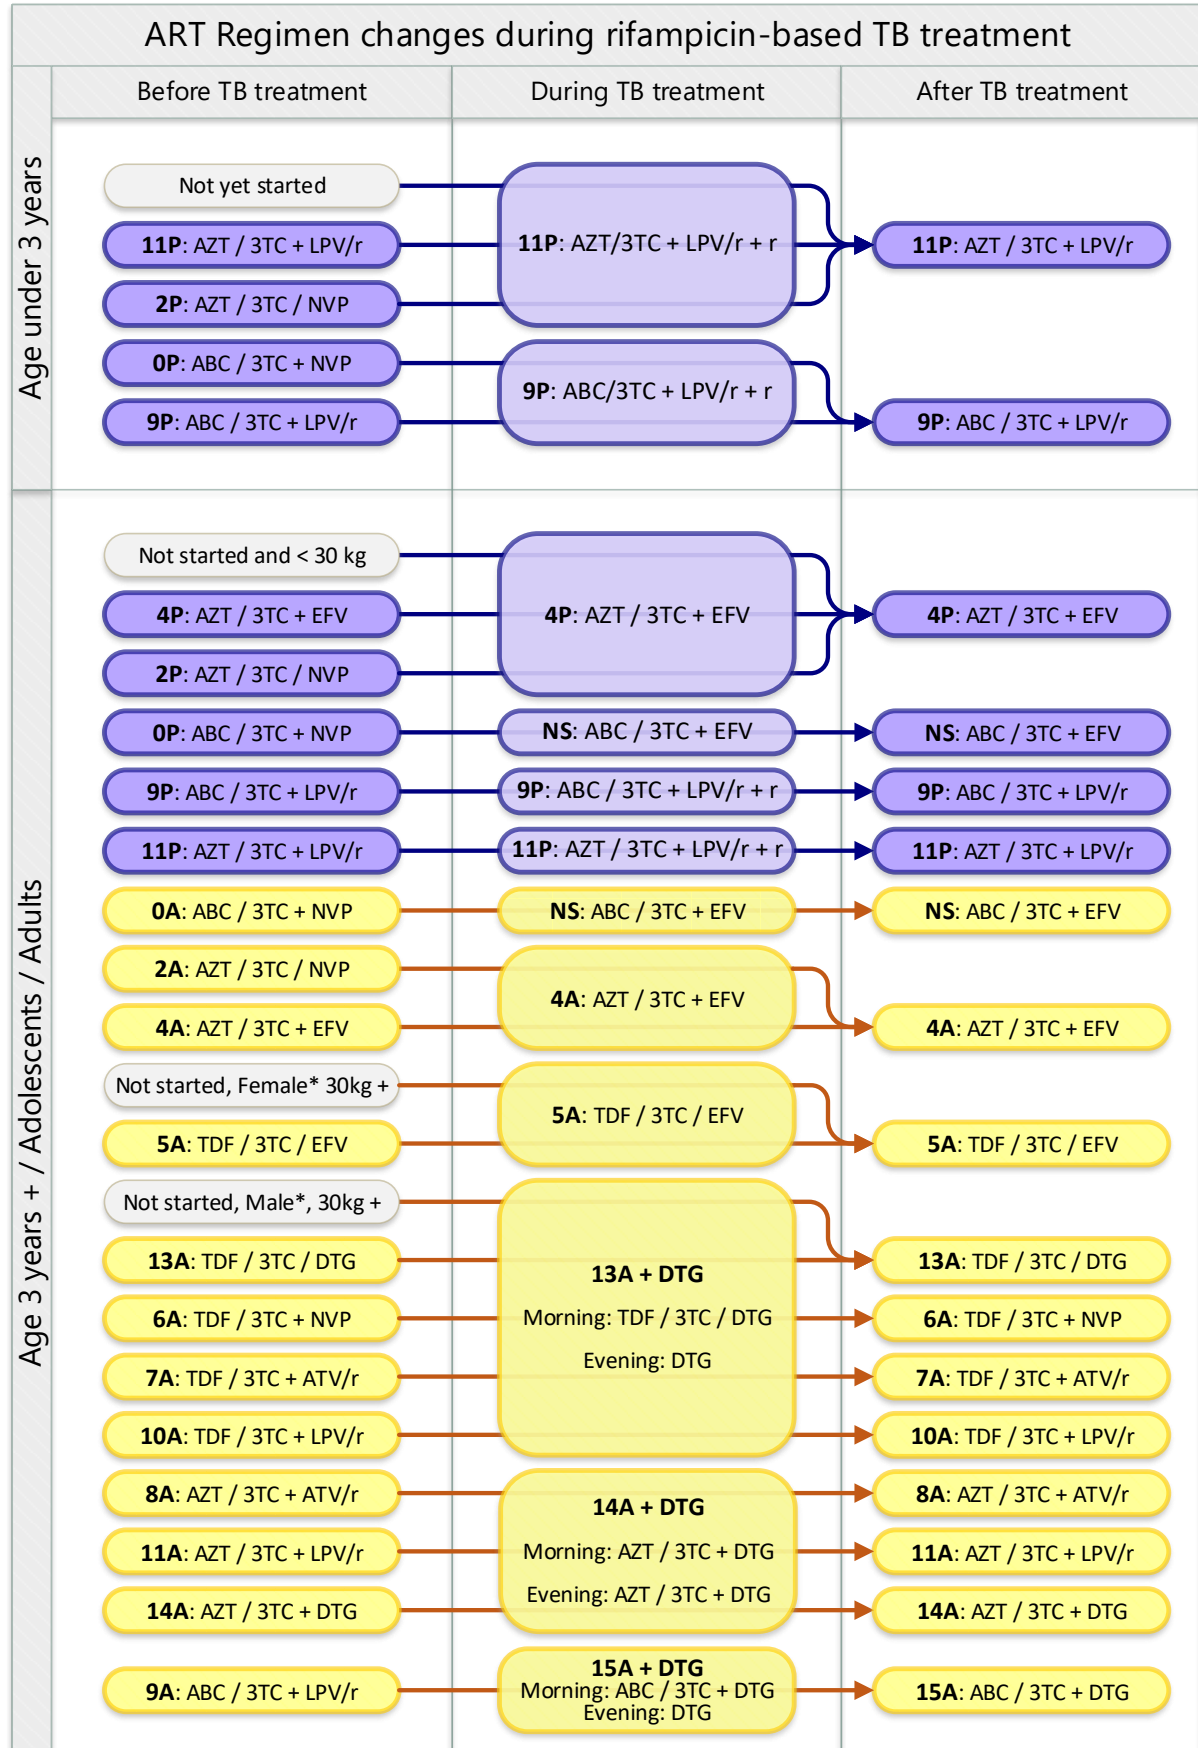 ART Regimen changes during rifampicin-based TB treatment
Before TB treatment
During TB treatment
After TB treatment
Age under 3 years
Not yet started
11P: AZT / 3TC + LPV/r
2P: AZT / 3TC / NVP
11P: AZT/3TC + LPV/r + r
11P: AZT / 3TC + LPV/r
0P: ABC / 3TC + NVP
9P: ABC / 3TC + LPV/r
9P: ABC/3TC + LPV/r + r
9P: ABC / 3TC + LPV/r
Age 3 years + / Adolescents / Adults
Not started and < 30 kg
4P: AZT / 3TC + EFV
2P: AZT / 3TC / NVP
4P: AZT / 3TC + EFV
4P: AZT / 3TC + EFV
0P: ABC / 3TC + NVP
NS: ABC / 3TC + EFV
NS: ABC / 3TC + EFV
9P: ABC / 3TC + LPV/r
9P: ABC / 3TC + LPV/r + r
9P: ABC / 3TC + LPV/r
11P: AZT / 3TC + LPV/r
11P: AZT / 3TC + LPV/r + r
11P: AZT / 3TC + LPV/r
0A: ABC / 3TC + NVP
NS: ABC / 3TC + EFV
NS: ABC / 3TC + EFV
2A: AZT / 3TC / NVP
4A: AZT / 3TC + EFV
4A: AZT / 3TC + EFV
4A: AZT / 3TC + EFV
Not started, Female* 30kg +
5A: TDF / 3TC / EFV
5A: TDF / 3TC / EFV
5A: TDF / 3TC / EFV
Not started, Male*, 30kg +
13A: TDF / 3TC / DTG
6A: TDF / 3TC + NVP
7A: TDF / 3TC + ATV/r
10A: TDF / 3TC + LPV/r
13A + DTG
Morning: TDF / 3TC / DTG
Evening: DTG
13A: TDF / 3TC / DTG
6A: TDF / 3TC + NVP
7A: TDF / 3TC + ATV/r
10A: TDF / 3TC + LPV/r
8A: AZT / 3TC + ATV/r
11A: AZT / 3TC + LPV/r
14A: AZT / 3TC + DTG
14A + DTG
Morning: AZT / 3TC + DTG
Evening: AZT / 3TC + DTG
8A: AZT / 3TC + ATV/r
11A: AZT / 3TC + LPV/r
14A: AZT / 3TC + DTG
9A: ABC / 3TC + LPV/r
15A + DTG
Morning: ABC / 3TC + DTG
Evening: DTG
15A: ABC / 3TC + DTG